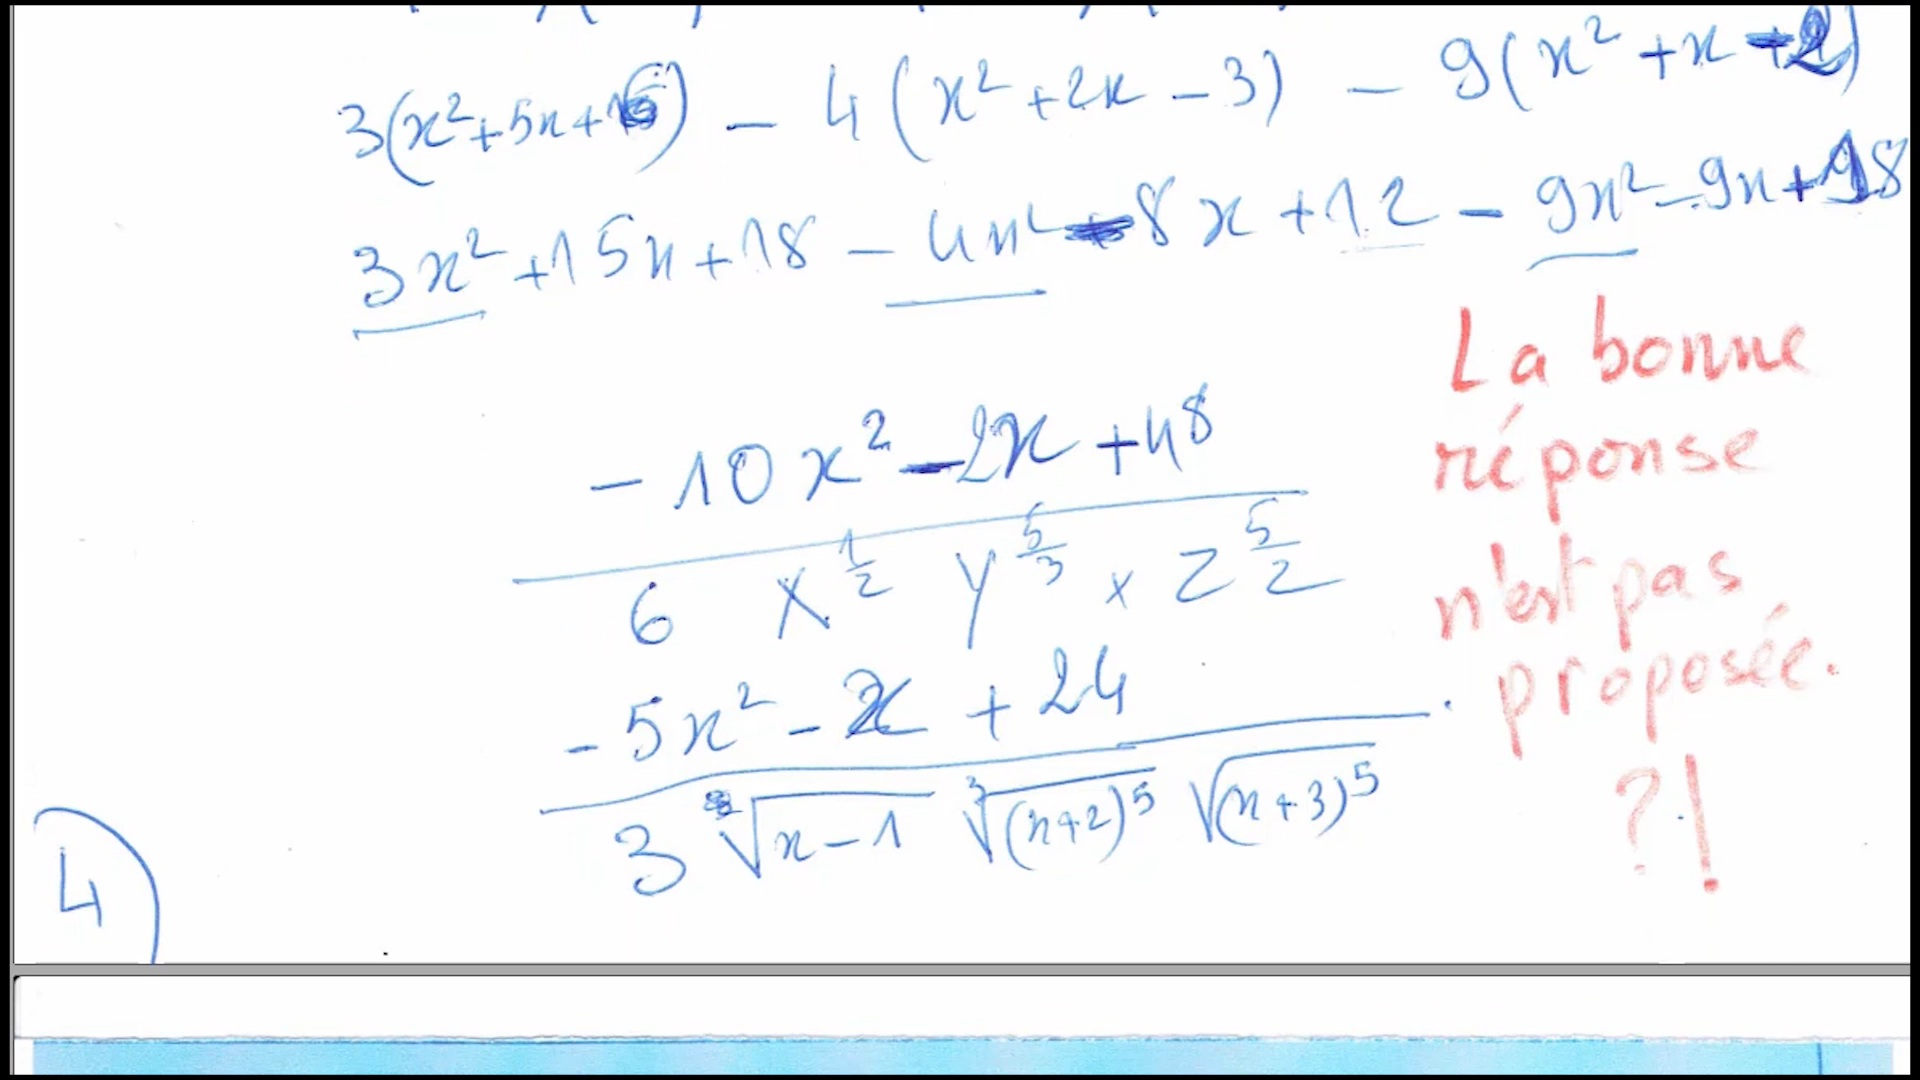 3(x²+5x+6) - 4(x²+2x-3) - 9(x²+x-2)
3x²+15x+18 - 4x² - 8x+12 - 9x² - 9x+18
-10x² - 2x + 48
6 X^{1/2} Y^{5/3} × Z^{5/2}
-5x² - x + 24
3 √x-1 ³√(x+2)⁵ √(x+3)⁵
La bonne
réponse
n'est pas
proposée.
?!
4